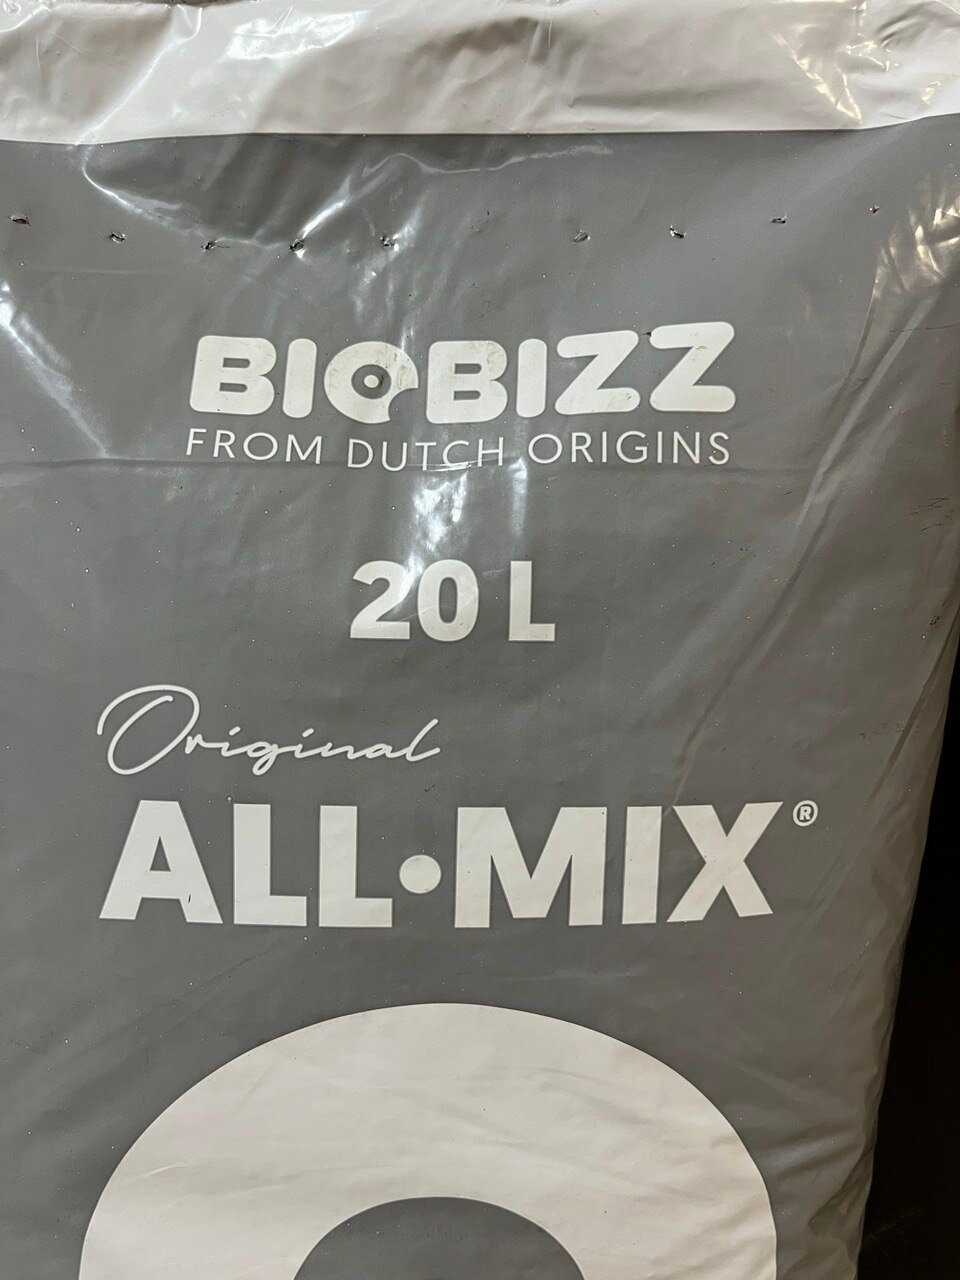 BIOBIZZ
FROM DUTCH ORIGINS
20 L
Original
ALL·MIX®